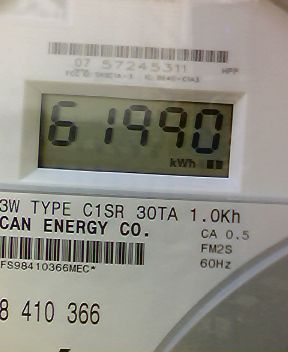 07 57245311
HPP
61990
kWh
3W TYPE C1SR 30TA 1.0Kh
CAN ENERGY CO.
CA 0.5
FM2S
FS98410366MEC*
60Hz
8 410 366